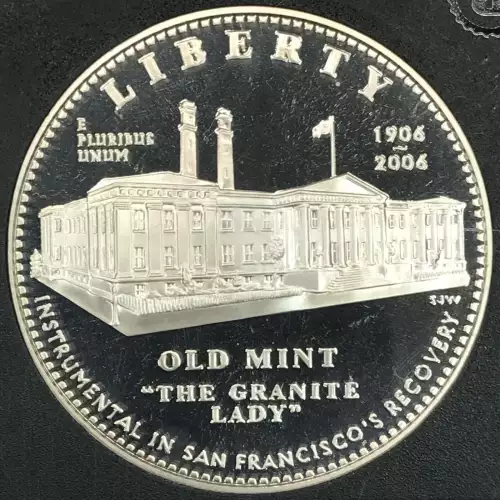 LIBERTY
E
PLURIBUS
UNUM
1906
2006
SJW
OLD MINT
"THE GRANITE
LADY"
INSTRUMENTAL IN SAN FRANCISCO'S RECOVERY